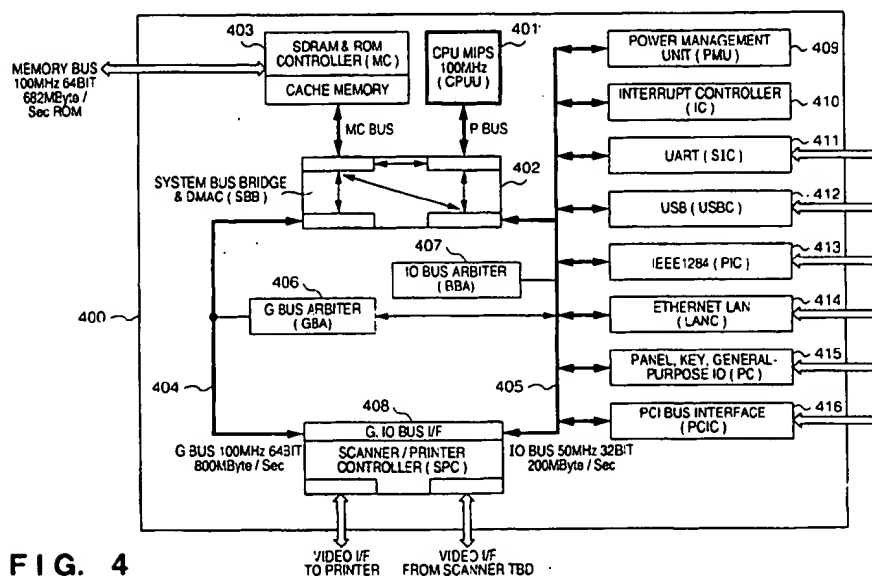 403
SDRAM & ROM
CONTROLLER (MC)
CACHE MEMORY
401
CPU MIPS
100MHz
(CPUU)
MEMORY BUS
100MHz 64BIT
682MByte /
Sec ROM
MC BUS
P BUS
402
SYSTEM BUS BRIDGE
& DMAC (SBB)
407
IO BUS ARBITER
(BBA)
406
G BUS ARBITER
(GBA)
400
404
405
408
G. IO BUS I/F
SCANNER / PRINTER
CONTROLLER (SPC)
G BUS 100MHz 64BIT
800MByte / Sec
IO BUS 50MHz 32BIT
200MByte / Sec
VIDEO I/F
TO PRINTER
VIDEO I/F
FROM SCANNER TBD
POWER MANAGEMENT
UNIT (PMU)
409
INTERRUPT CONTROLLER
(IC)
410
UART (SIC)
411
USB (USBC)
412
IEEE1284 (PIC)
413
ETHERNET LAN
(LANC)
414
PANEL, KEY, GENERAL-
PURPOSE IO (PC)
415
PCI BUS INTERFACE
(PCIC)
416
FIG. 4